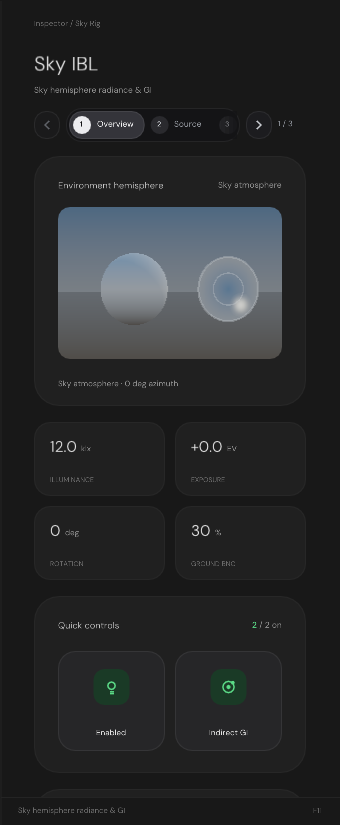 Inspector / Sky Rig
Sky IBL
Sky hemisphere radiance & GI
1 Overview 2 Source 3 1 / 3
Environment hemisphere Sky atmosphere
Sky atmosphere · 0 deg azimuth
12.0 klx +0.0 EV
ILLUMINANCE EXPOSURE
0 deg 30 %
ROTATION GROUND BNC
Quick controls 2 / 2 on
Enabled Indirect GI
Sky hemisphere radiance & GI